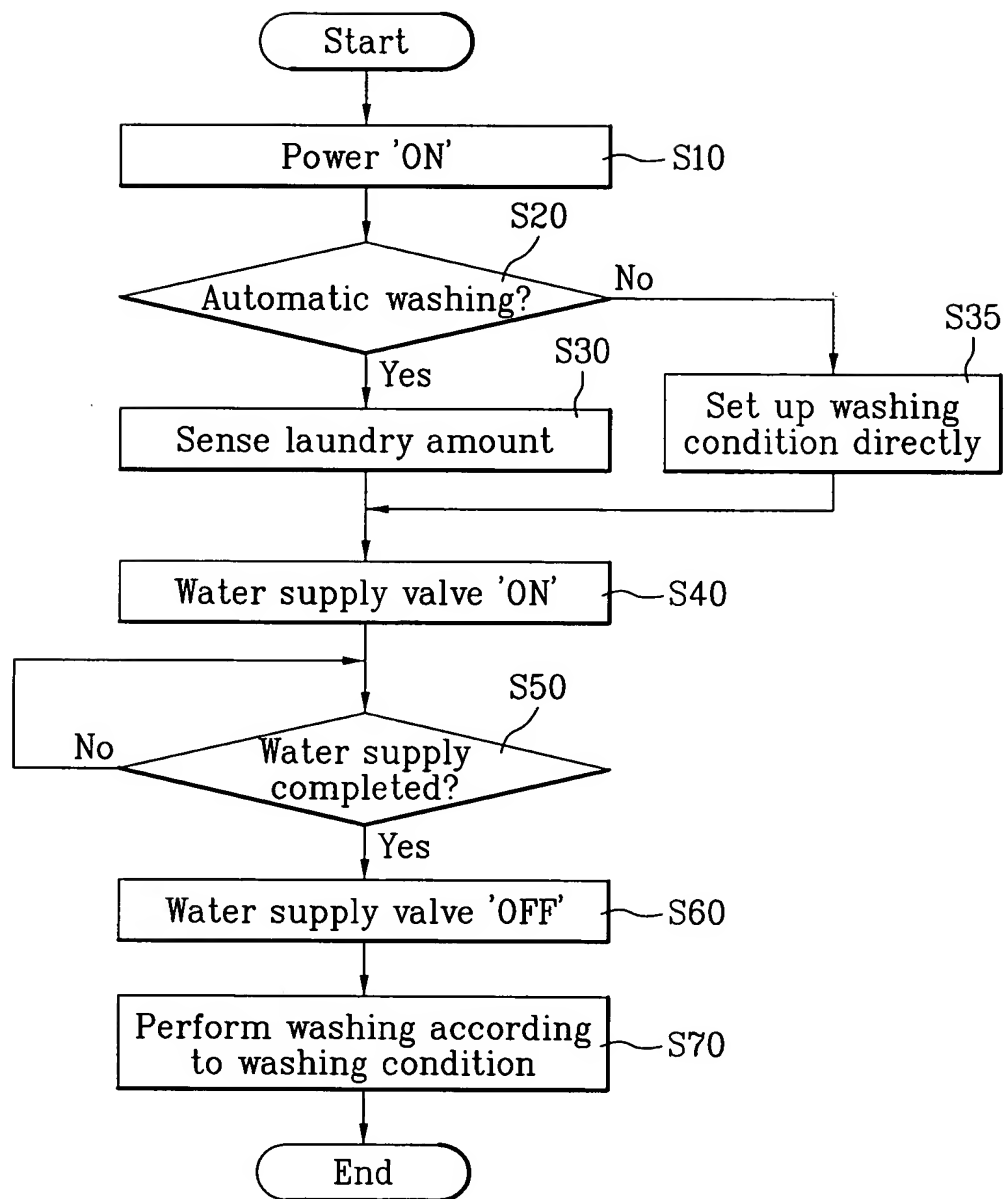 Start
Power 'ON'
S10
S20
Automatic washing?
No
Yes
S30
S35
Sense laundry amount
Set up washing
condition directly
Water supply valve 'ON'
S40
S50
Water supply
completed?
No
Yes
Water supply valve 'OFF'
S60
Perform washing according
to washing condition
S70
End